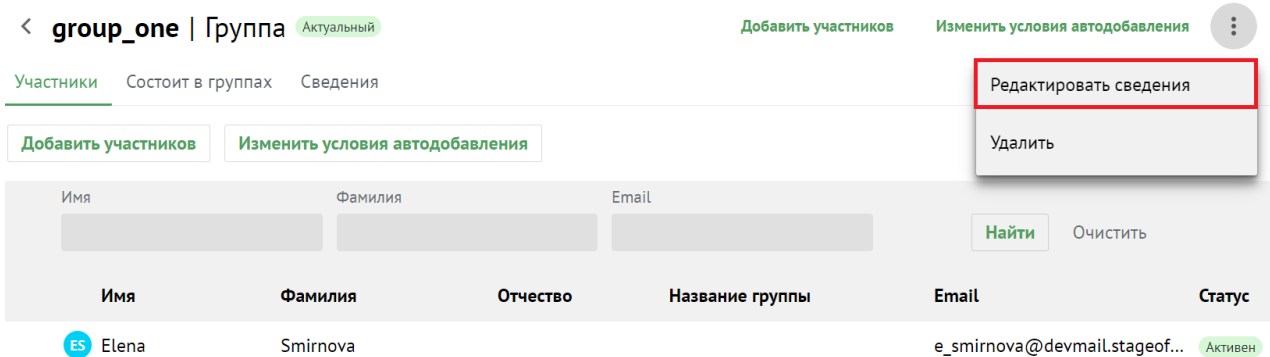 group_one | Группа Актуальный Добавить участников Изменить условия автодобавления
Участники Состоит в группах Сведения
Редактировать сведения
Добавить участников Изменить условия автодобавления
Удалить
Имя Фамилия Email
Найти Очистить
Имя Фамилия Отчество Название группы Email Статус
ES Elena Smirnova e_smirnova@devmail.stageof... Активен